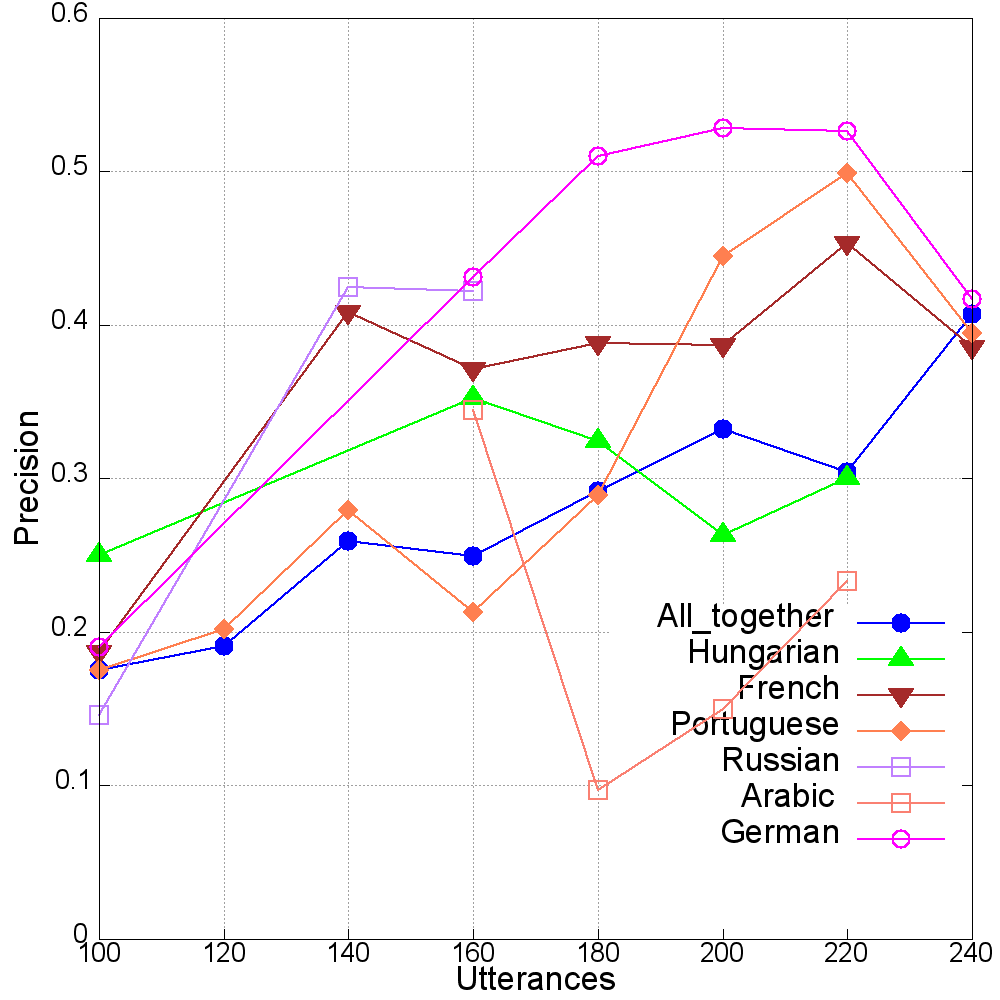 0.6
0.5
0.4
0.3
0.2
0.1
0
Precision
100 120 140 160 180 200 220 240
Utterances
All_together
Hungarian
French
Portuguese
Russian
Arabic
German